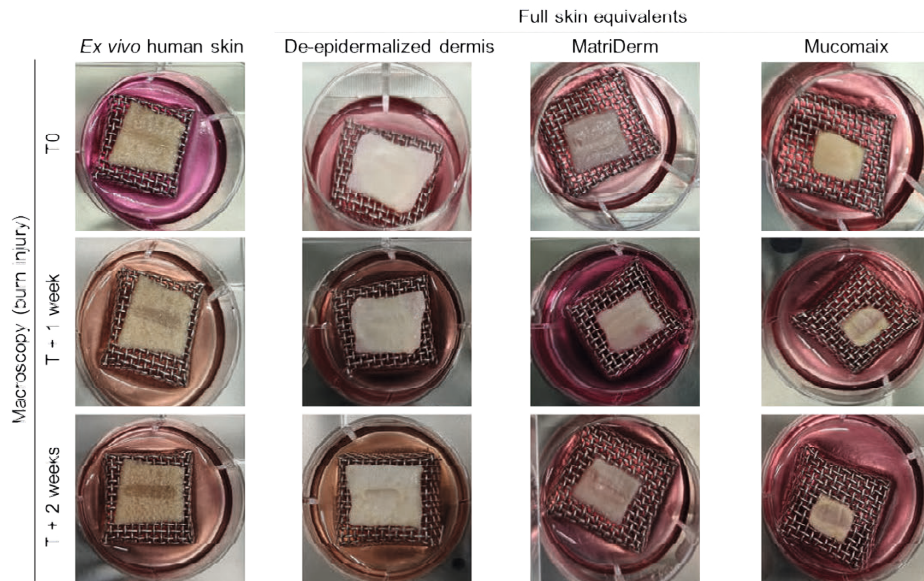 Full skin equivalents
Ex vivo human skin
De-epidermalized dermis
MatriDerm
Mucomaix
Macroscopy (burn injury)
T0
T + 1 week
T + 2 weeks